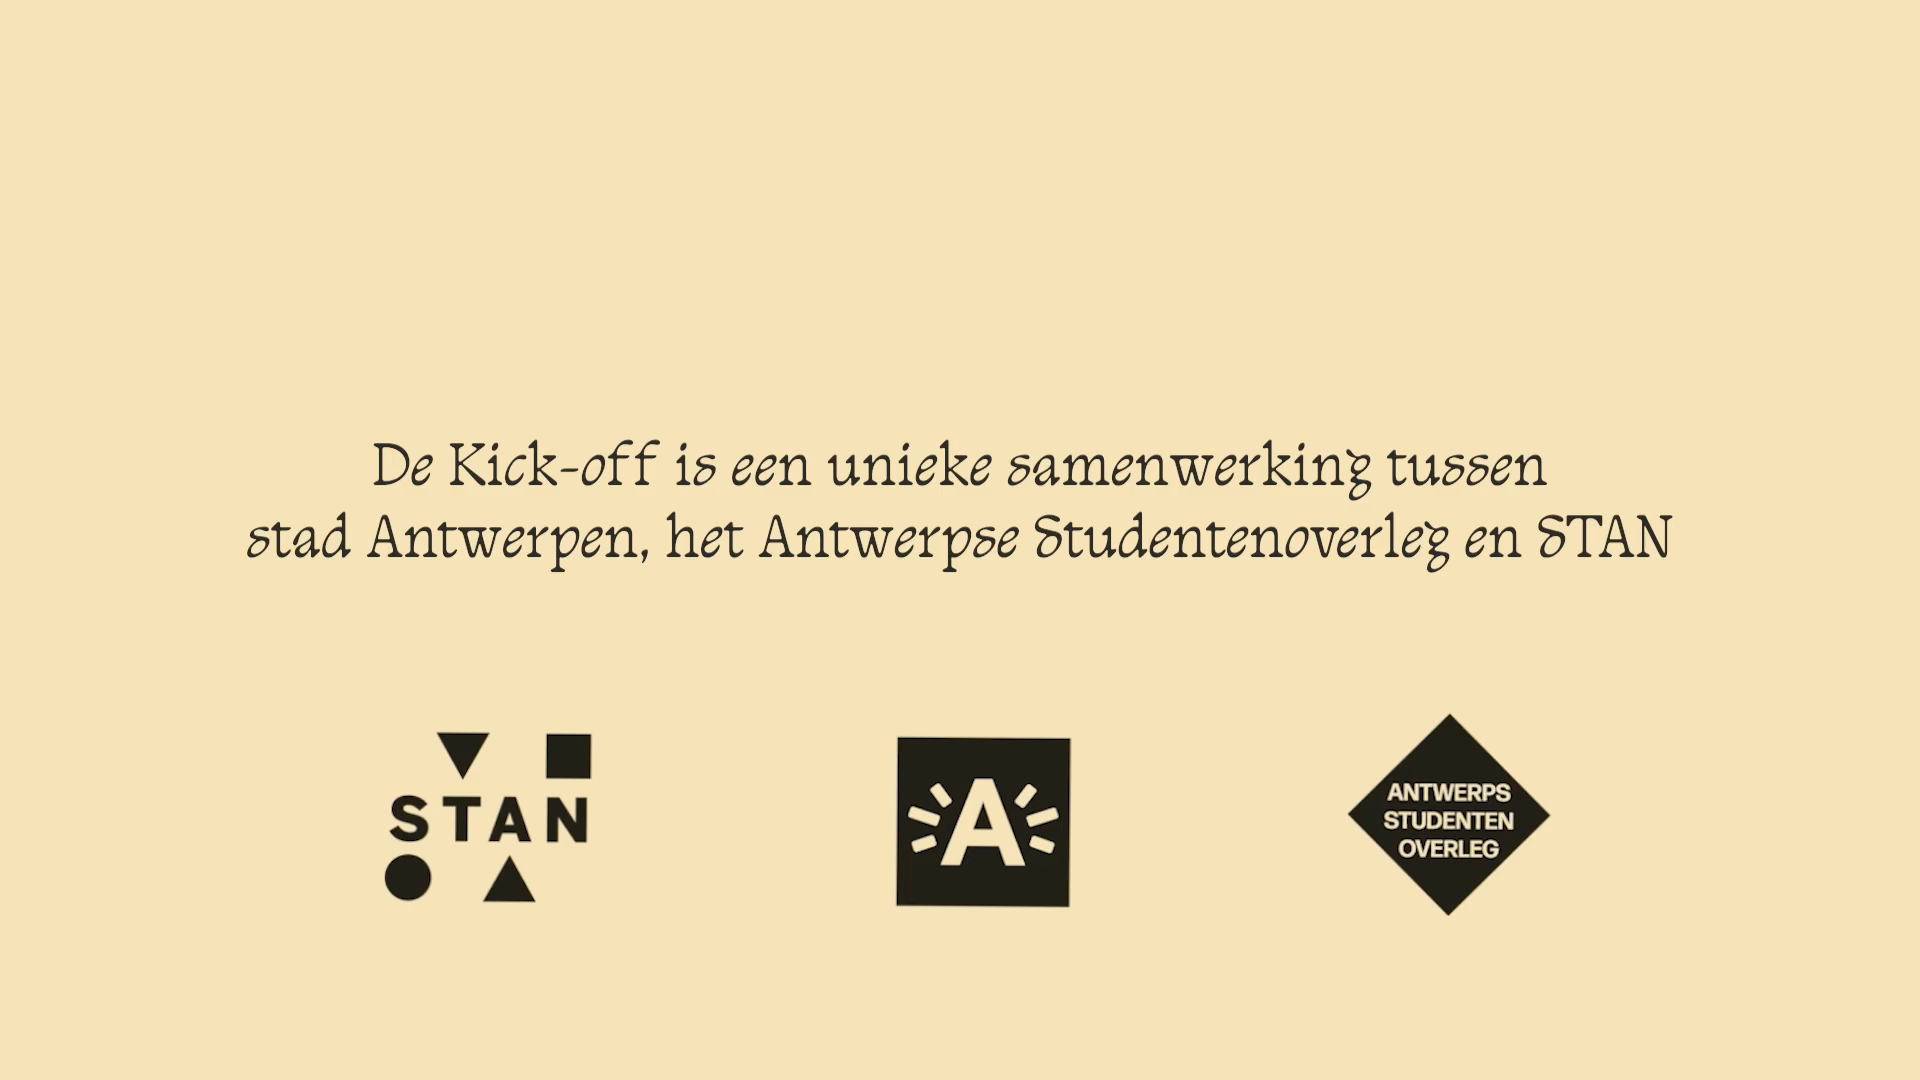 De Kick-off is een unieke samenwerking tussen
stad Antwerpen, het Antwerpse Studentenoverleg en STAN
STAN
A
ANTWERPS
STUDENTEN
OVERLEG